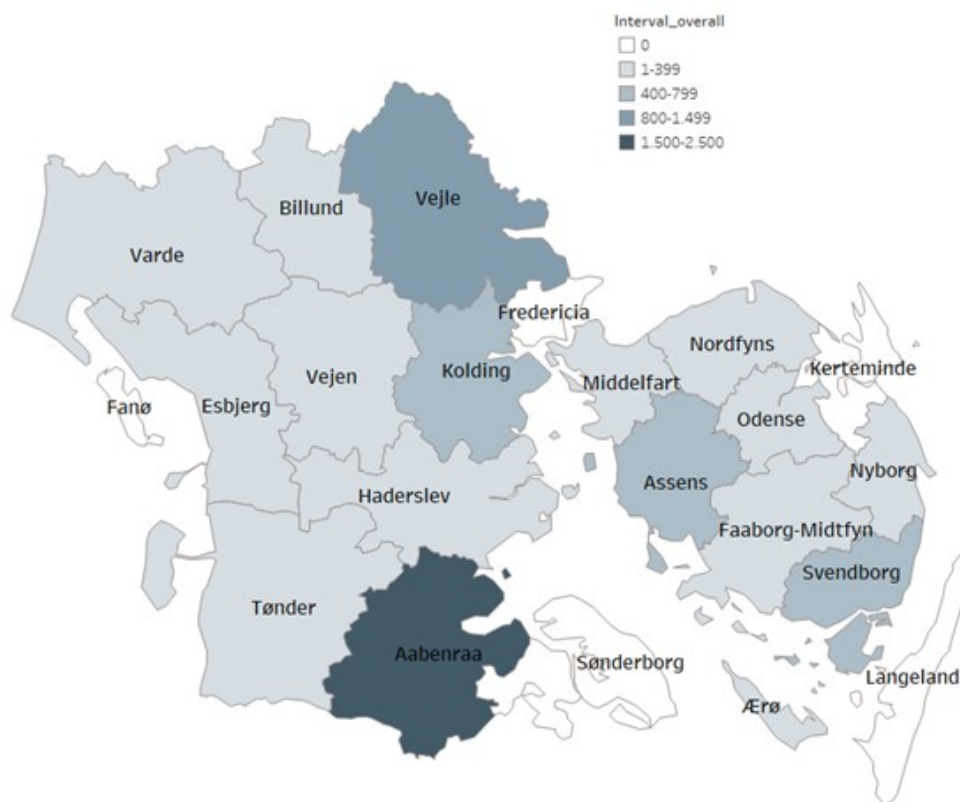 Interval_overall
0
1-399
400-799
800-1.499
1.500-2.500
Vejle
Billund
Varde
Fredericia
Nordfyns
Kolding
Kerteminde
Vejen
Middelfart
Fanø
Esbjerg
Odense
Nyborg
Assens
Haderslev
Faaborg-Midtfyn
Svendborg
Tønder
Aabenraa
Sønderborg
Langeland
Ærø